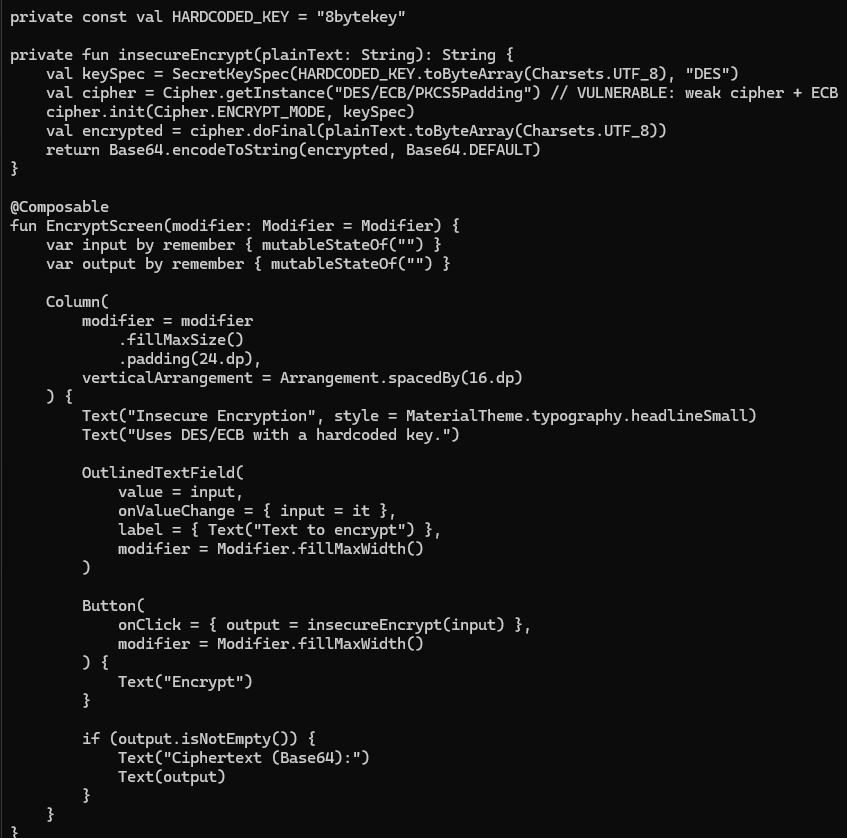 private const val HARDCODED_KEY = "8bytekey"

private fun insecureEncrypt(plainText: String): String {
    val keySpec = SecretKeySpec(HARDCODED_KEY.toByteArray(Charsets.UTF_8), "DES")
    val cipher = Cipher.getInstance("DES/ECB/PKCS5Padding") // VULNERABLE: weak cipher + ECB
    cipher.init(Cipher.ENCRYPT_MODE, keySpec)
    val encrypted = cipher.doFinal(plainText.toByteArray(Charsets.UTF_8))
    return Base64.encodeToString(encrypted, Base64.DEFAULT)
}

@Composable
fun EncryptScreen(modifier: Modifier = Modifier) {
    var input by remember { mutableStateOf("") }
    var output by remember { mutableStateOf("") }

    Column(
        modifier = modifier
            .fillMaxSize()
            .padding(24.dp),
        verticalArrangement = Arrangement.spacedBy(16.dp)
    ) {
        Text("Insecure Encryption", style = MaterialTheme.typography.headlineSmall)
        Text("Uses DES/ECB with a hardcoded key.")

        OutlinedTextField(
            value = input,
            onValueChange = { input = it },
            label = { Text("Text to encrypt") },
            modifier = Modifier.fillMaxWidth()
        )

        Button(
            onClick = { output = insecureEncrypt(input) },
            modifier = Modifier.fillMaxWidth()
        ) {
            Text("Encrypt")
        }

        if (output.isNotEmpty()) {
            Text("Ciphertext (Base64):")
            Text(output)
        }
    }
}